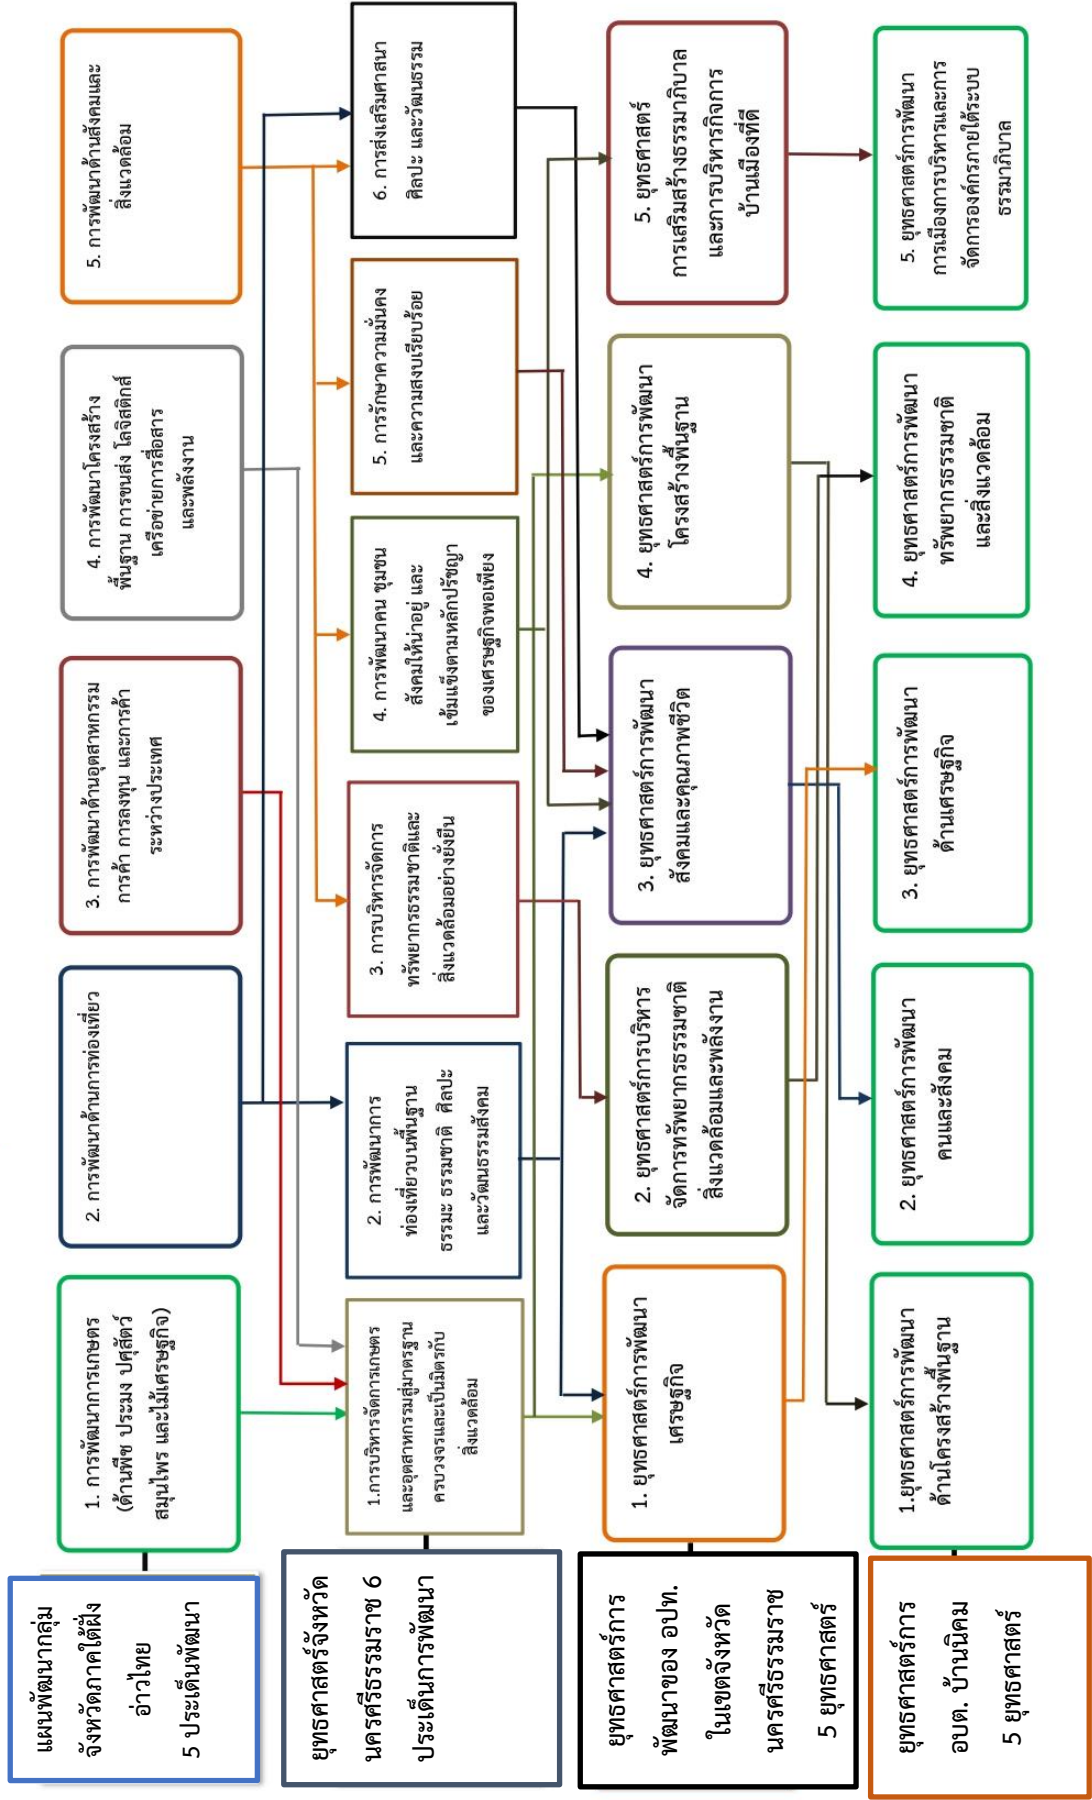 แผนพัฒนากลุ่ม
จังหวัดภาคใต้ฝั่ง
อ่าวไทย
5 ประเด็นพัฒนา
1. การพัฒนาการเกษตร
(ด้านพืช ประมง ปศุสัตว์
สมุนไพร และไม้เศรษฐกิจ)
2. การพัฒนาด้านการท่องเที่ยว
3. การพัฒนาด้านอุตสาหกรรม
การค้า การลงทุน และการค้า
ระหว่างประเทศ
4. การพัฒนาโครงสร้าง
พื้นฐาน การขนส่ง โลจิสติกส์
เครือข่ายการสื่อสาร
และพลังงาน
5. การพัฒนาด้านสังคมและ
สิ่งแวดล้อม
ยุทธศาสตร์จังหวัด
นครศรีธรรมราช 6
ประเด็นการพัฒนา
1.การบริหารจัดการเกษตร
และอุตสาหกรรมสู่มาตรฐาน
ครบวงจรและเป็นมิตรกับ
สิ่งแวดล้อม
2. การพัฒนาการ
ท่องเที่ยวบนพื้นฐาน
ธรรมะ ธรรมชาติ ศิลปะ
และวัฒนธรรมสังคม
3. การบริหารจัดการ
ทรัพยากรธรรมชาติและ
สิ่งแวดล้อมอย่างยั่งยืน
4. การพัฒนาคน ชุมชน
สังคมให้น่าอยู่ และ
เข้มแข็งตามหลักปรัชญา
ของเศรษฐกิจพอเพียง
5. การรักษาความมั่นคง
และความสงบเรียบร้อย
6. การส่งเสริมศาสนา
ศิลปะ และวัฒนธรรม
ยุทธศาสตร์การ
พัฒนาของ อปท.
ในเขตจังหวัด
นครศรีธรรมราช
5 ยุทธศาสตร์
1. ยุทธศาสตร์การพัฒนา
เศรษฐกิจ
2. ยุทธศาสตร์การบริหาร
จัดการทรัพยากรธรรมชาติ
สิ่งแวดล้อมและพลังงาน
3. ยุทธศาสตร์การพัฒนา
สังคมและคุณภาพชีวิต
4. ยุทธศาสตร์การพัฒนา
โครงสร้างพื้นฐาน
5. ยุทธศาสตร์
การเสริมสร้างธรรมาภิบาล
และการบริหารกิจการ
บ้านเมืองที่ดี
ยุทธศาสตร์การ
อบต. บ้านนิคม
5 ยุทธศาสตร์
1.ยุทธศาสตร์การพัฒนา
ด้านโครงสร้างพื้นฐาน
2. ยุทธศาสตร์การพัฒนา
คนและสังคม
3. ยุทธศาสตร์การพัฒนา
ด้านเศรษฐกิจ
4. ยุทธศาสตร์การพัฒนา
ทรัพยากรธรรมชาติ
และสิ่งแวดล้อม
5. ยุทธศาสตร์การพัฒนา
การเมืองการบริหารและการ
จัดการองค์กรภายใต้ระบบ
ธรรมาภิบาล